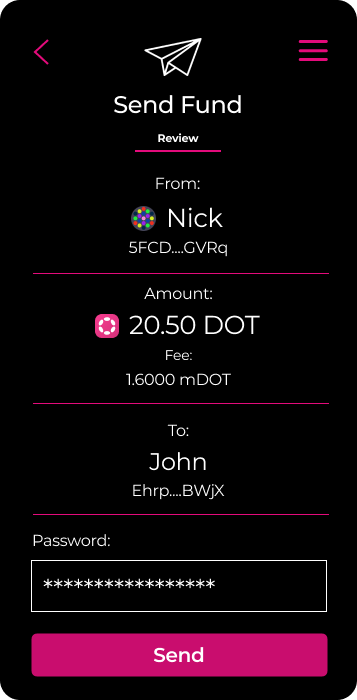 Send Fund
Review
From:
Nick
5FCD....GVRq
Amount:
20.50 DOT
Fee:
1.6000 mDOT
To:
John
Ehrp....BWjX
Password:
*****************
Send